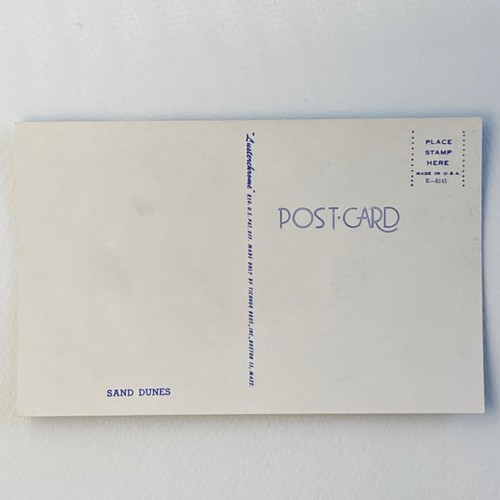 PLACE
STAMP
HERE
MADE IN U.S.A.
K—8143
POST·CARD
"Lusterchrome" REG. U.S. PAT. OFF. MADE ONLY BY TICHNOR BROS., INC., BOSTON 15, MASS.
SAND DUNES